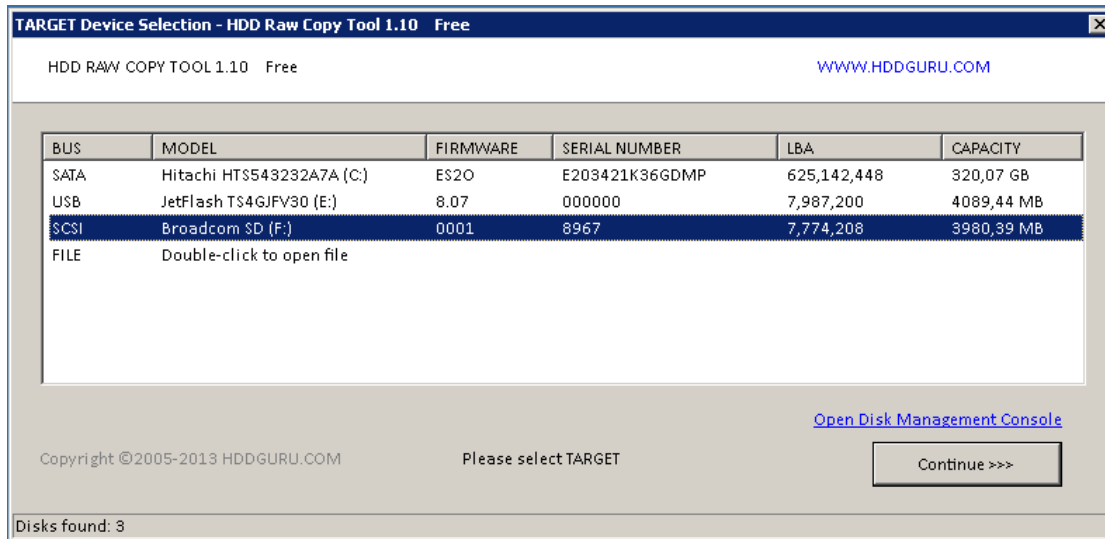 TARGET Device Selection - HDD Raw Copy Tool 1.10 Free
HDD RAW COPY TOOL 1.10 Free WWW.HDDGURU.COM
BUS MODEL FIRMWARE SERIAL NUMBER LBA CAPACITY
SATA Hitachi HTS543232A7A (C:) ES2O E203421K36GDMP 625,142,448 320,07 GB
USB JetFlash TS4GJFV30 (E:) 8.07 000000 7,987,200 4089,44 MB
SCSI Broadcom SD (F:) 0001 8967 7,774,208 3980,39 MB
FILE Double-click to open file
Open Disk Management Console
Copyright ©2005-2013 HDDGURU.COM Please select TARGET Continue >>>
Disks found: 3